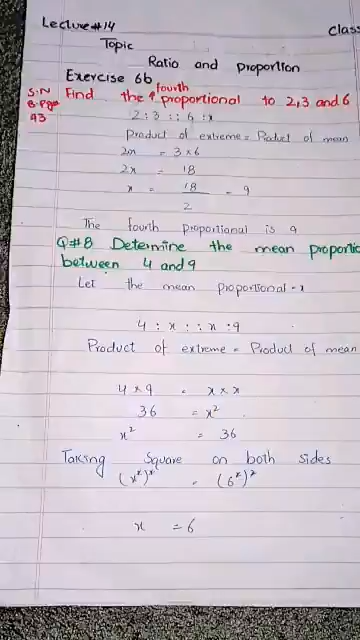 Lecture#14 Class
Topic
Ratio and proportion
Exercise 6b
S.N Find the fourth proportional to 2,3 and 6
B.Pg#
93
2 : 3 : : 6 : x
Product of extreme = Product of mean
2x = 3 x 6
2x = 18
x = 18/2 = 9
The fourth proportional is 9
Q#8 Determine the mean proportio
between 4 and 9
Let the mean proportional = x
4 : x : : x : 9
Product of extreme = Product of mean
4 x 9 = x x x
36 = x²
x² = 36
Taking Square on both sides
(x²)² = (6²)²
x = 6